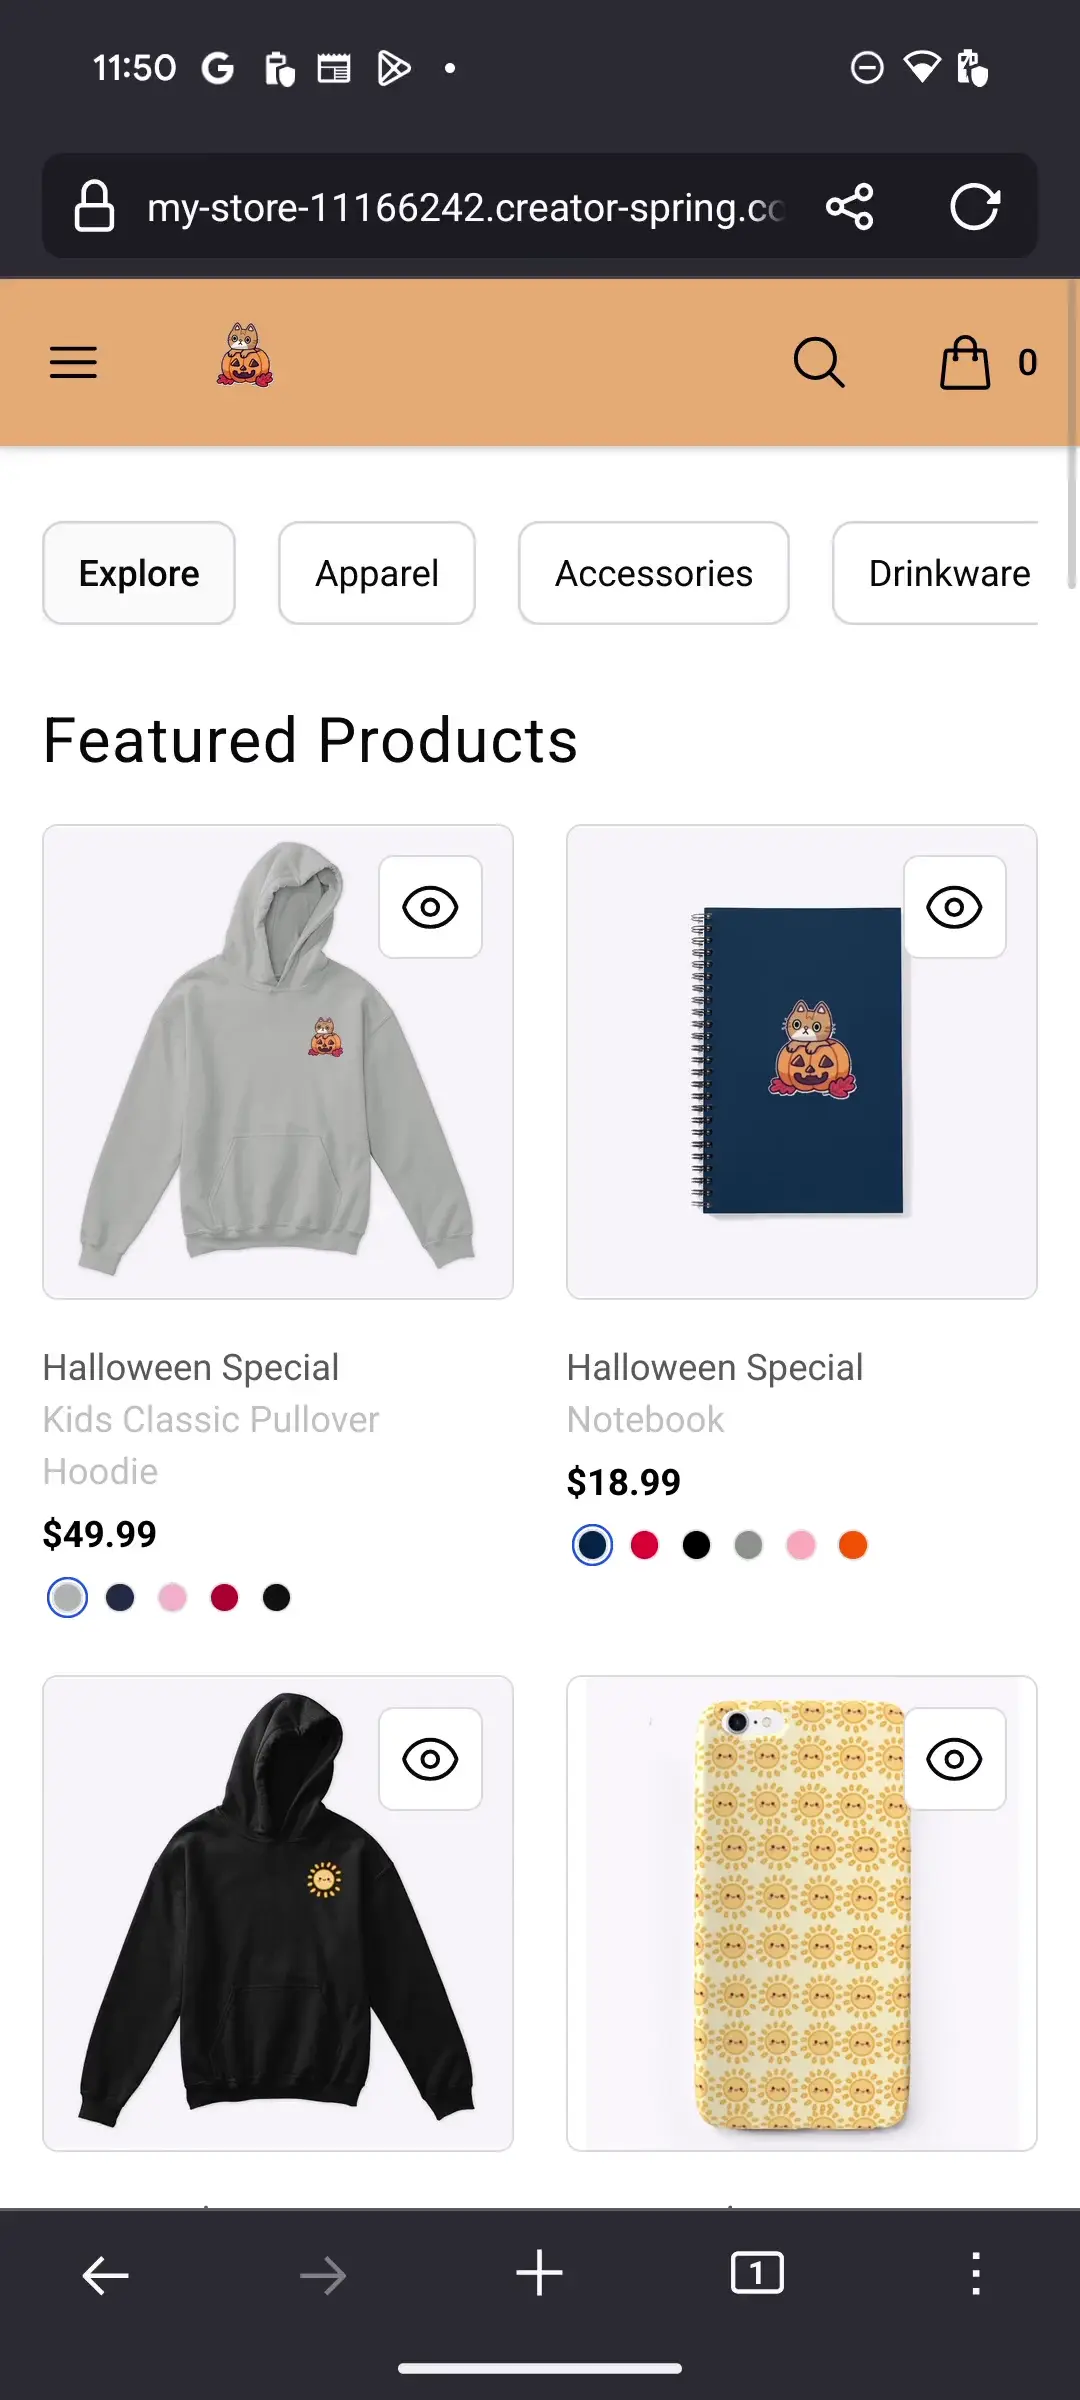 11:50
my-store-11166242.creator-spring.co
0
Explore
Apparel
Accessories
Drinkware
Featured Products
Halloween Special
Kids Classic Pullover
Hoodie
$49.99
Halloween Special
Notebook
$18.99
1